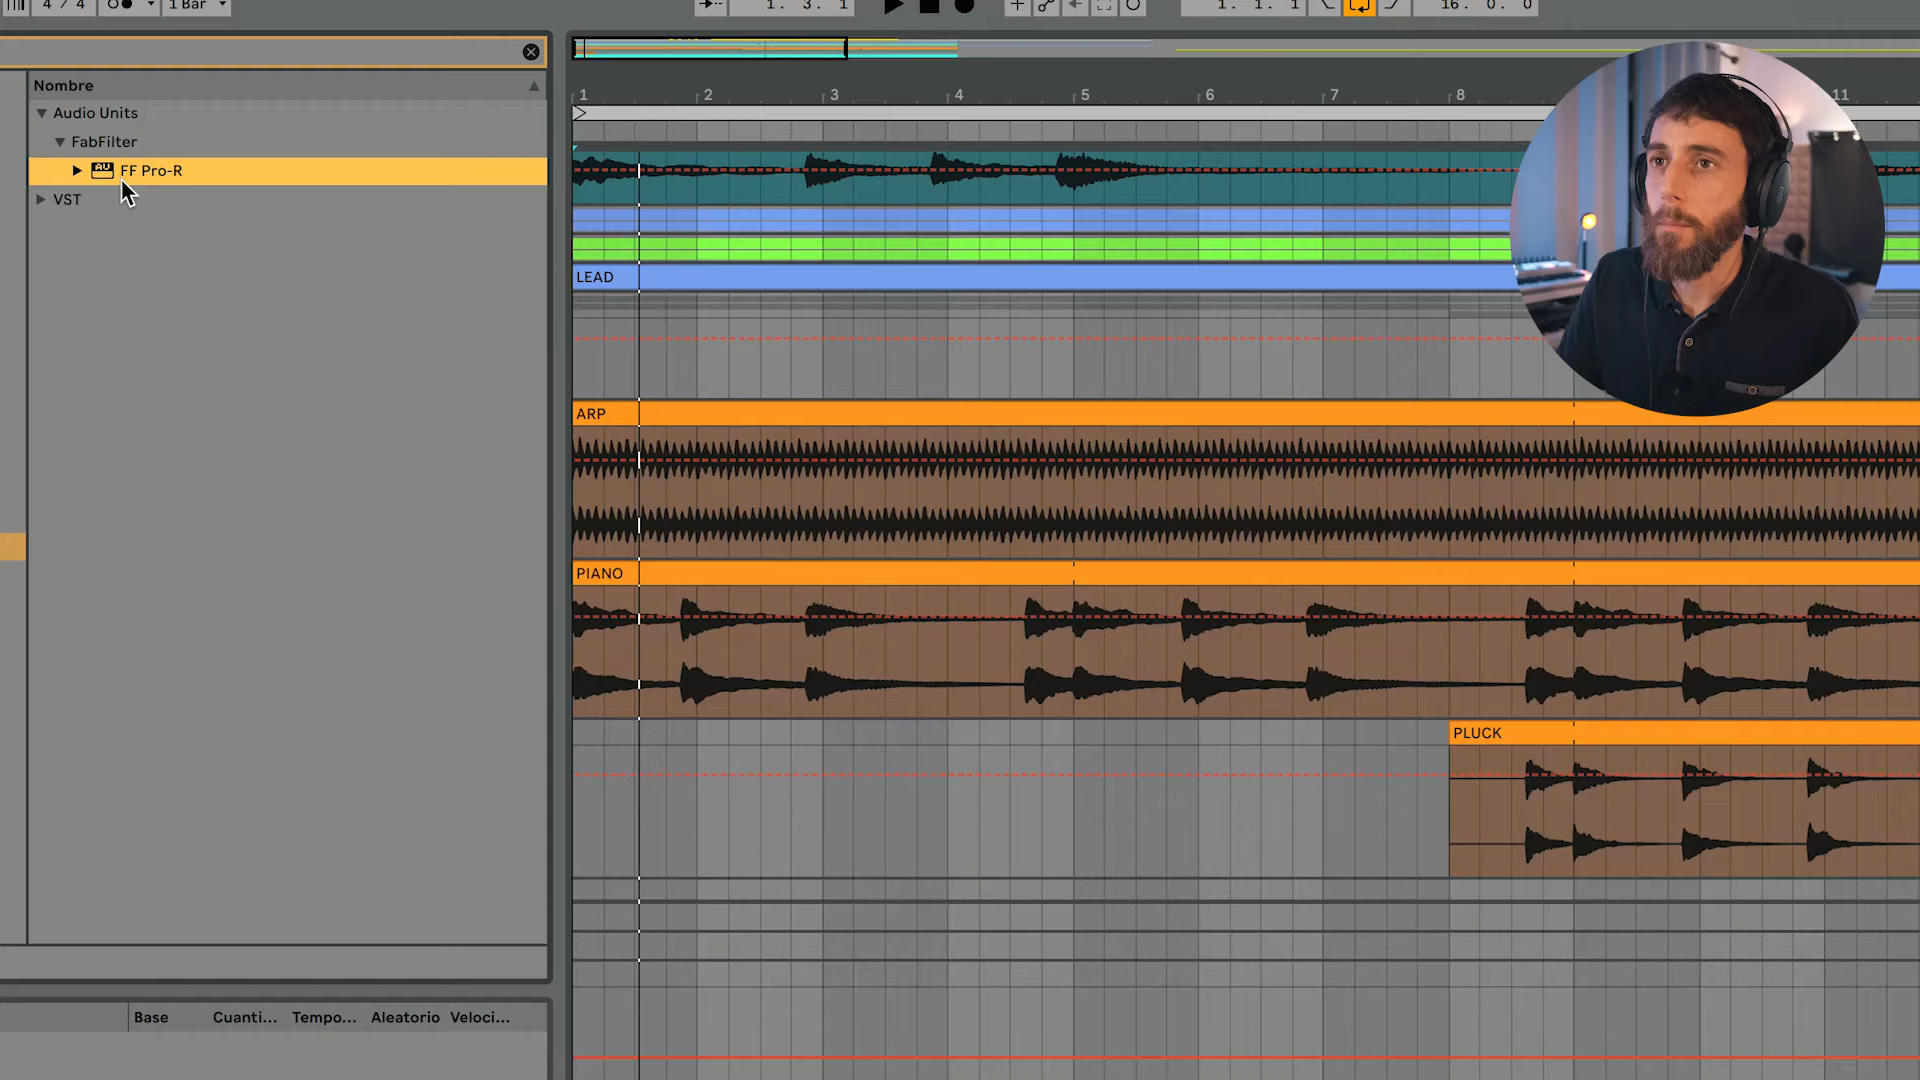 4 / 4
1 Bar
1. 3. 1
1. 1. 1
16. 0. 0
Nombre
Audio Units
FabFilter
AU FF Pro-R
VST
1 2 3 4 5 6 7 8 11
LEAD
ARP
PIANO
PLUCK
Base Cuanti... Tempo... Aleatorio Veloci...